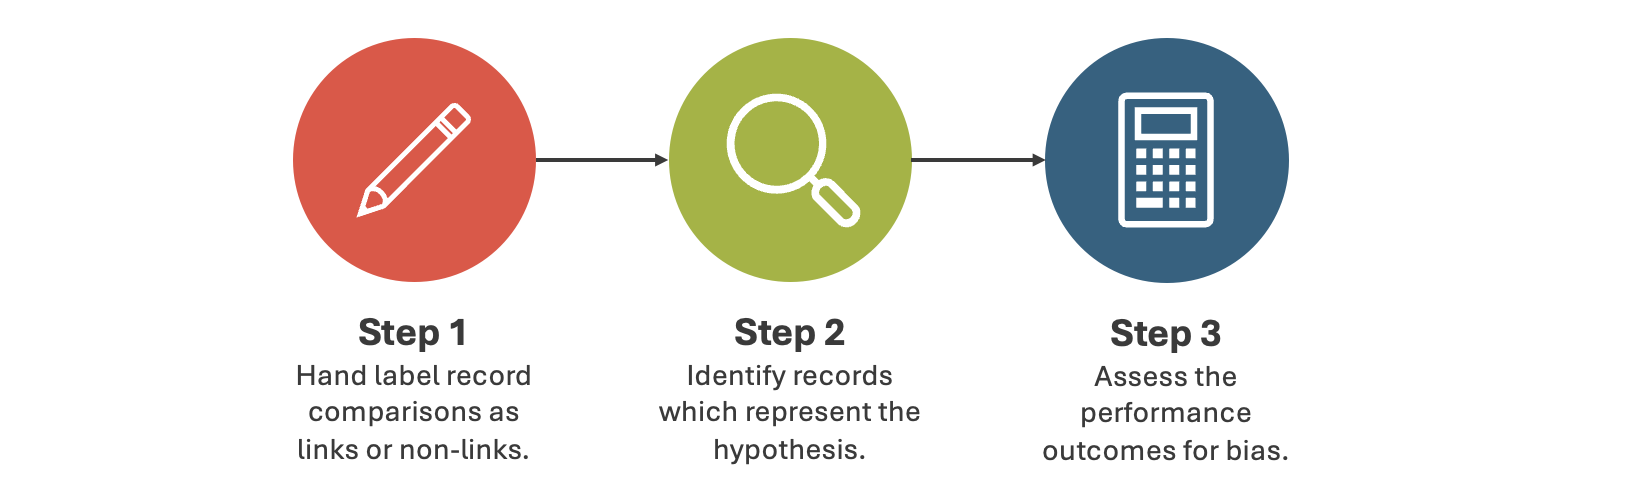 Step 1
Hand label record
comparisons as
links or non-links.
Step 2
Identify records
which represent the
hypothesis.
Step 3
Assess the
performance
outcomes for bias.